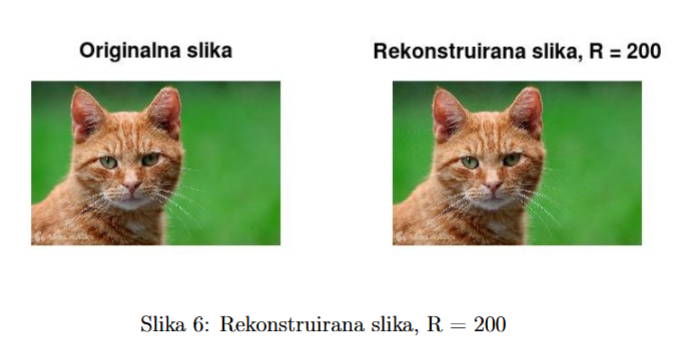 Originalna slika
Rekonstruirana slika, R = 200
Slika 6: Rekonstruirana slika, R = 200